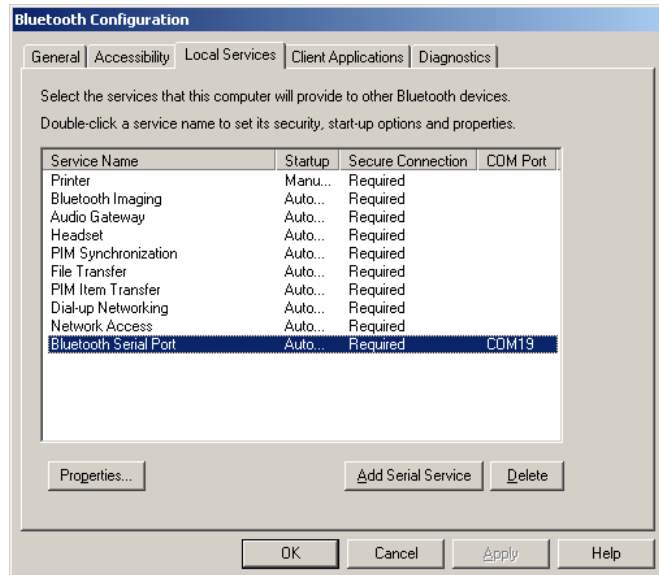 Bluetooth Configuration
General Accessibility Local Services Client Applications Diagnostics
Select the services that this computer will provide to other Bluetooth devices.
Double-click a service name to set its security, start-up options and properties.
Service Name Startup Secure Connection COM Port
Printer Manu... Required
Bluetooth Imaging Auto... Required
Audio Gateway Auto... Required
Headset Auto... Required
PIM Synchronization Auto... Required
File Transfer Auto... Required
PIM Item Transfer Auto... Required
Dial-up Networking Auto... Required
Network Access Auto... Required
Bluetooth Serial Port Auto... Required COM19
Properties... Add Serial Service Delete
OK Cancel Apply Help